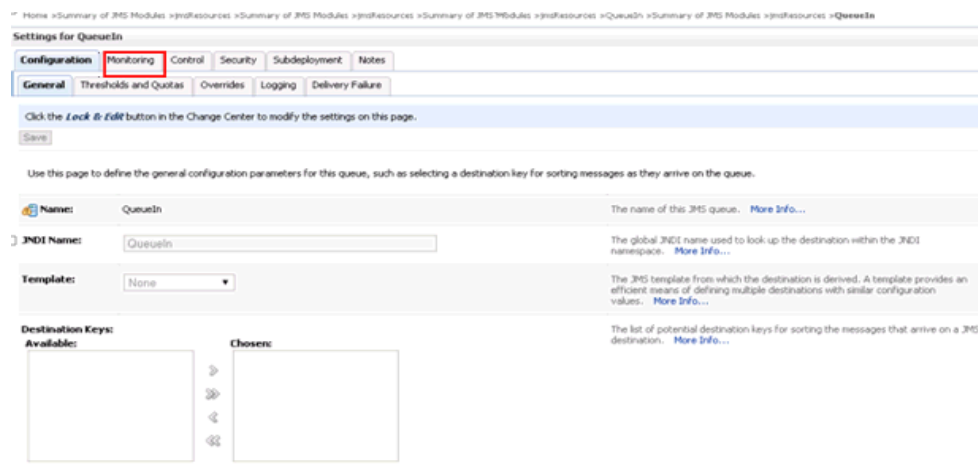 Home »Summary of JMS Modules »jmsResources »Summary of JMS Modules »jmsResources »Summary of JMS Modules »jmsResources »QueueIn »Summary of JMS Modules »jmsResources »QueueIn
Settings for QueueIn
Configuration Monitoring Control Security Subdeployment Notes
General Thresholds and Quotas Overrides Logging Delivery Failure
Click the Lock & Edit button in the Change Center to modify the settings on this page.
Save
Use this page to define the general configuration parameters for this queue, such as selecting a destination key for sorting messages as they arrive on the queue.
Name: QueueIn The name of this JMS queue. More Info...
JNDI Name: QueueIn The global JNDI name used to look up the destination within the JNDI
namespace. More Info...
Template: None The JMS template from which the destination is derived. A template provides an
efficient means of defining multiple destinations with similar configuration
values. More Info...
Destination Keys: The list of potential destination keys for sorting the messages that arrive on a JMS
destination. More Info...
Available: Chosen: